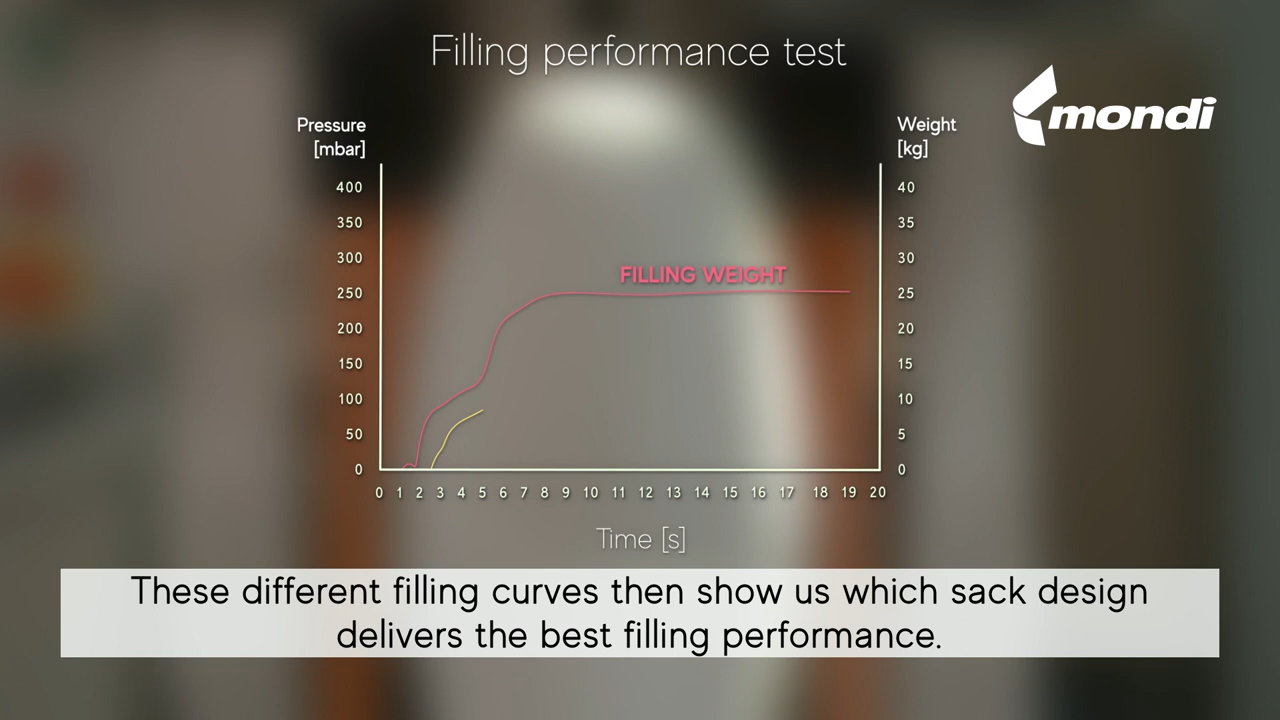 Filling performance test
mondi
Pressure
[mbar]
Weight
[kg]
400
350
300
250
200
150
100
50
0
FILLING WEIGHT
40
35
30
25
20
15
10
5
0
0 1 2 3 4 5 6 7 8 9 10 11 12 13 14 15 16 17 18 19 20
Time [s]
These different filling curves then show us which sack design
delivers the best filling performance.